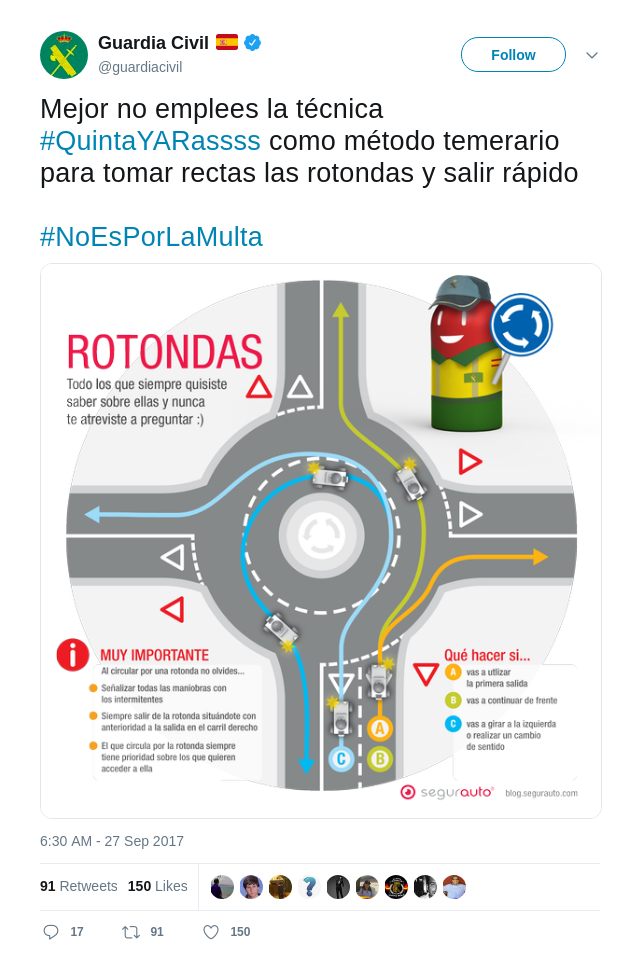 Guardia Civil
@guardiacivil
Follow
Mejor no emplees la técnica
#QuintaYARassss como método temerario
para tomar rectas las rotondas y salir rápido
#NoEsPorLaMulta
ROTONDAS
Todo los que siempre quisiste
saber sobre ellas y nunca
te atreviste a preguntar :)
i MUY IMPORTANTE
Al circular por una rotonda no olvides...
Señalizar todas las maniobras con
los intermitentes
Siempre salir de la rotonda situándote con
anterioridad a la salida en el carril derecho
El que circula por la rotonda siempre
tiene prioridad sobre los que quieren
acceder a ella
A
C
B
Qué hacer si...
A vas a utlizar
la primera salida
B vas a continuar de frente
C vas a girar a la izquierda
o realizar un cambio
de sentido
segurauto blog.segurauto.com
6:30 AM - 27 Sep 2017
91 Retweets 150 Likes
17 91 150